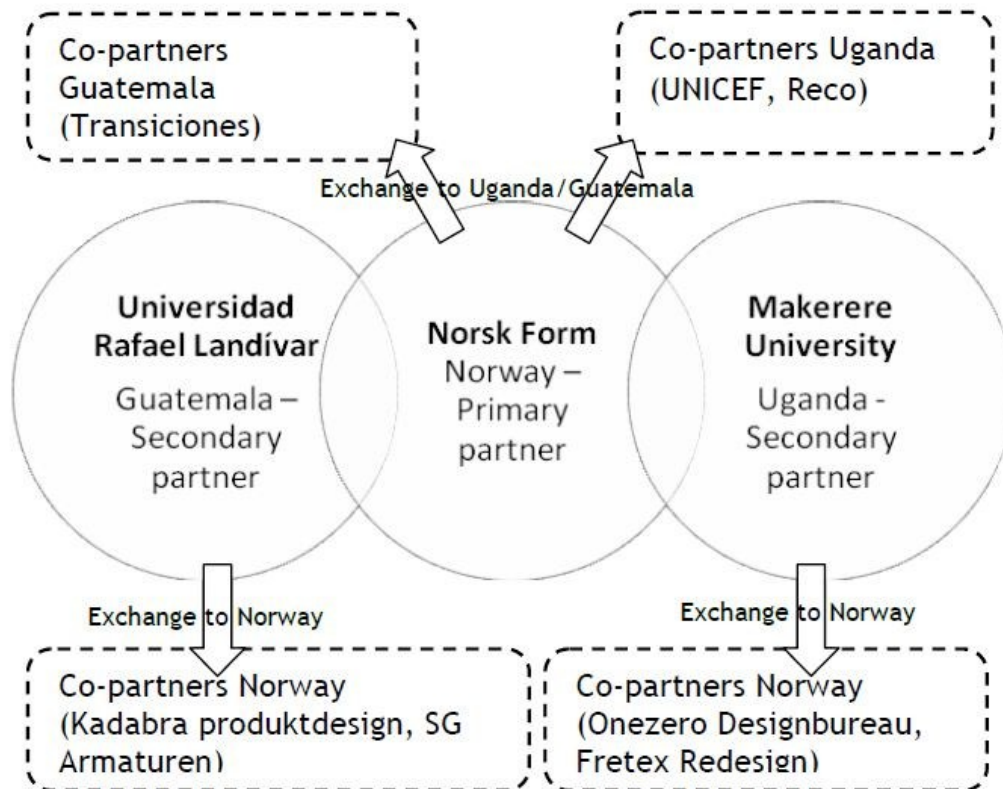 Co-partners
Guatemala
(Transiciones)
Co-partners Uganda
(UNICEF, Reco)
Exchange to Uganda/Guatemala
Universidad
Rafael Landívar
Guatemala –
Secondary
partner
Norsk Form
Norway –
Primary
partner
Makerere
University
Uganda -
Secondary
partner
Exchange to Norway
Exchange to Norway
Co-partners Norway
(Kadabra produktdesign, SG
Armaturen)
Co-partners Norway
(Onezero Designbureau,
Fretex Redesign)